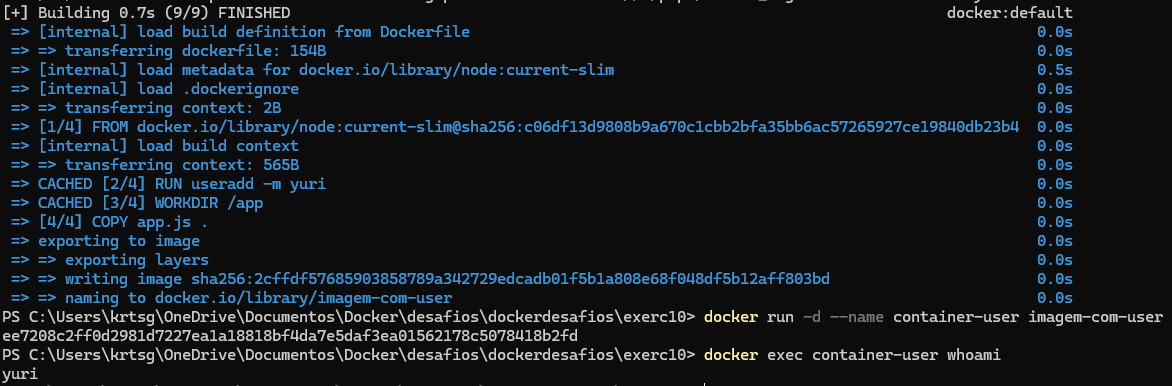 [+] Building 0.7s (9/9) FINISHED docker:default
=> [internal] load build definition from Dockerfile 0.0s
=> => transferring dockerfile: 154B 0.0s
=> [internal] load metadata for docker.io/library/node:current-slim 0.5s
=> [internal] load .dockerignore 0.0s
=> => transferring context: 2B 0.0s
=> [1/4] FROM docker.io/library/node:current-slim@sha256:c06df13d9808b9a670c1cbb2bfa35bb6ac57265927ce19840db23b4 0.0s
=> [internal] load build context 0.0s
=> => transferring context: 565B 0.0s
=> CACHED [2/4] RUN useradd -m yuri 0.0s
=> CACHED [3/4] WORKDIR /app 0.0s
=> [4/4] COPY app.js . 0.0s
=> exporting to image 0.0s
=> => exporting layers 0.0s
=> => writing image sha256:2cffdf57685903858789a342729edcadb01f5b1a808e68f048df5b12aff803bd 0.0s
=> => naming to docker.io/library/imagem-com-user 0.0s
PS C:\Users\krtsg\OneDrive\Documentos\Docker\desafios\dockerdesafios\exerc10> docker run -d --name container-user imagem-com-user
ee7208c2ff0d2981d7227ea1a18818bf4da7e5daf3ea01562178c5078418b2fd
PS C:\Users\krtsg\OneDrive\Documentos\Docker\desafios\dockerdesafios\exerc10> docker exec container-user whoami
yuri